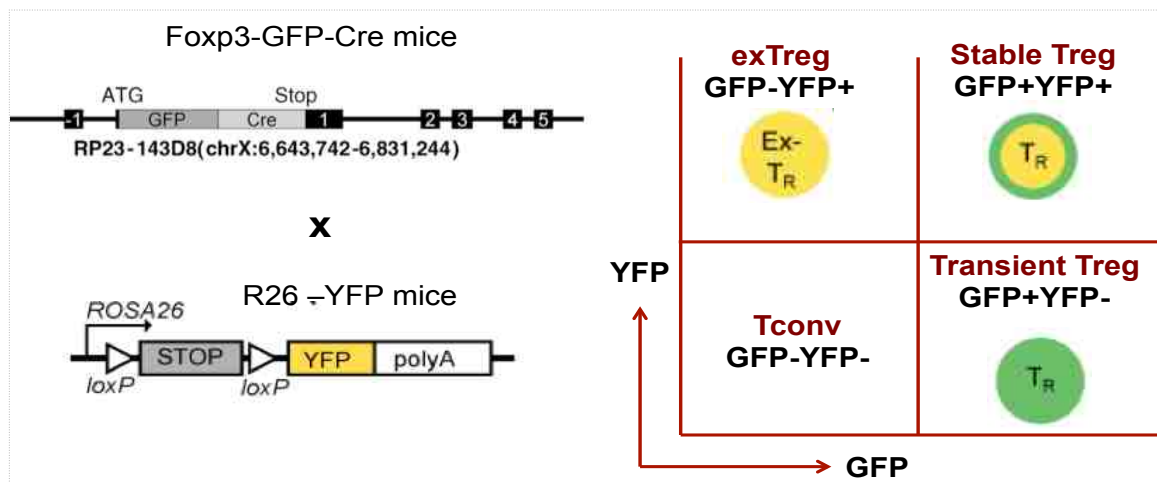 Foxp3-GFP-Cre mice
ATG Stop
-1 GFP Cre 1 2 3 4 5
RP23-143D8(chrX:6,643,742-6,831,244)
x
R26 -YFP mice
ROSA26
STOP YFP polyA
loxP loxP
exTreg
GFP-YFP+
Ex-
TR
Stable Treg
GFP+YFP+
TR
YFP
Tconv
GFP-YFP-
Transient Treg
GFP+YFP-
TR
GFP